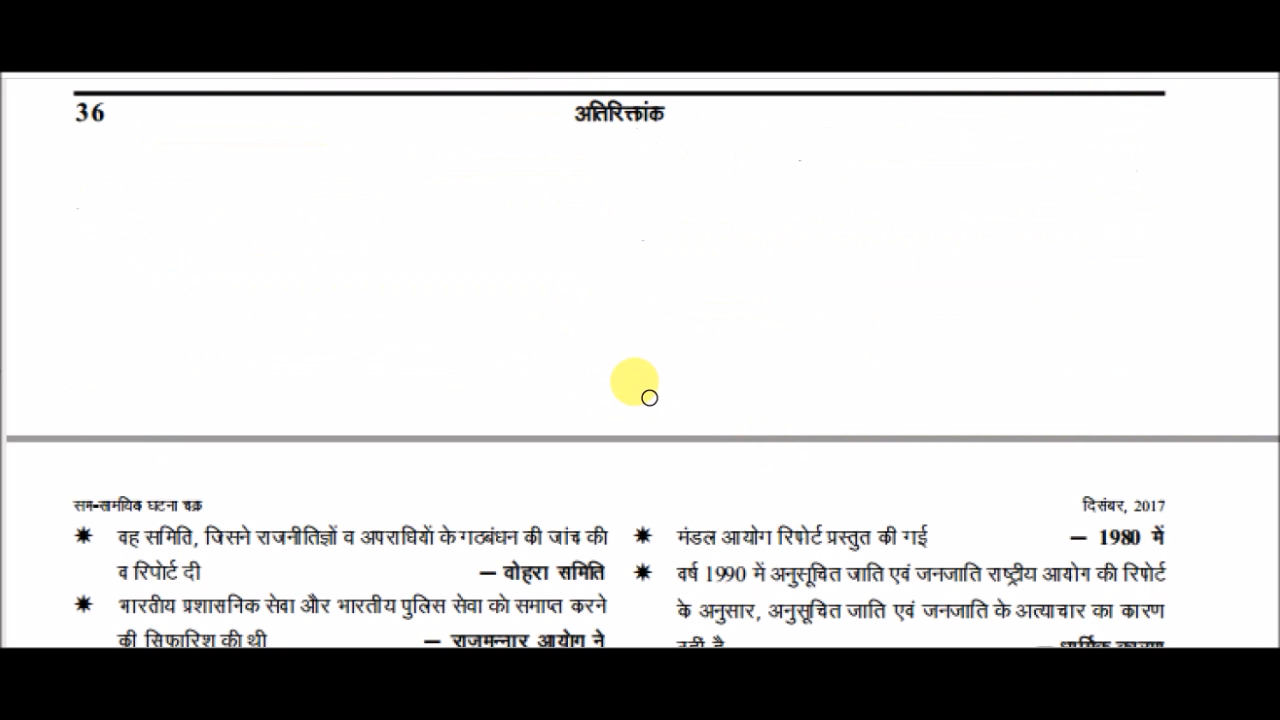 36
अतिरिक्तांक
सम-सामयिक घटना चक्र
दिसंबर, 2017
✷ वह समिति, जिसने राजनीतिज्ञों व अपराधियों के गठबंधन की जांच की
व रिपोर्ट दी — वोहरा समिति
✷ भारतीय प्रशासनिक सेवा और भारतीय पुलिस सेवा को समाप्त करने
की सिफारिश की थी — राजमन्नार आयोग ने
✷ मंडल आयोग रिपोर्ट प्रस्तुत की गई — 1980 में
✷ वर्ष 1990 में अनुसूचित जाति एवं जनजाति राष्ट्रीय आयोग की रिपोर्ट
के अनुसार, अनुसूचित जाति एवं जनजाति के अत्याचार का कारण
नहीं है — धार्मिक कारण